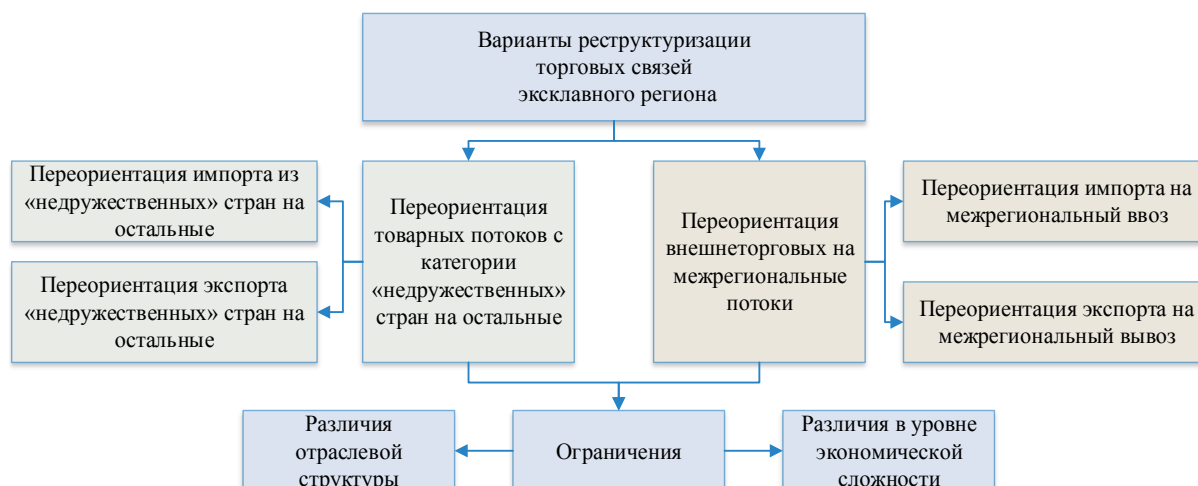 Варианты реструктуризации
торговых связей
эксклавного региона
Переориентация импорта из
«недружественных» стран на
остальные
Переориентация экспорта
«недружественных» стран на
остальные
Переориентация
товарных потоков с
категории
«недружественных»
стран на остальные
Переориентация
внешнеторговых на
межрегиональные
потоки
Переориентация импорта на
межрегиональный ввоз
Переориентация экспорта на
межрегиональный вывоз
Различия
отраслевой
структуры
Ограничения
Различия в уровне
экономической
сложности